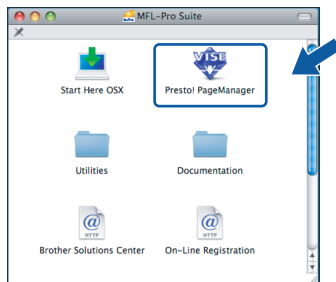 MFL-Pro Suite
VISE
Start Here OSX
Presto! PageManager
Utilities
Documentation
@
HTTP
@
HTTP
Brother Solutions Center
On-Line Registration